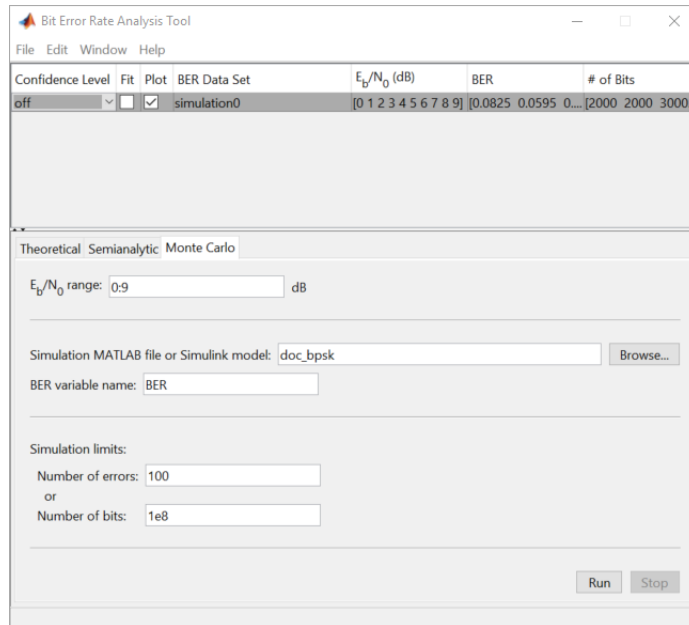 Bit Error Rate Analysis Tool
File Edit Window Help
Confidence Level Fit Plot BER Data Set E_b/N_0 (dB) BER # of Bits
off simulation0 [0 1 2 3 4 5 6 7 8 9] [0.0825 0.0595 0.... [2000 2000 3000
Theoretical Semianalytic Monte Carlo
E_b/N_0 range: 0:9 dB
Simulation MATLAB file or Simulink model: doc_bpsk Browse...
BER variable name: BER
Simulation limits:
Number of errors: 100
or
Number of bits: 1e8
Run Stop